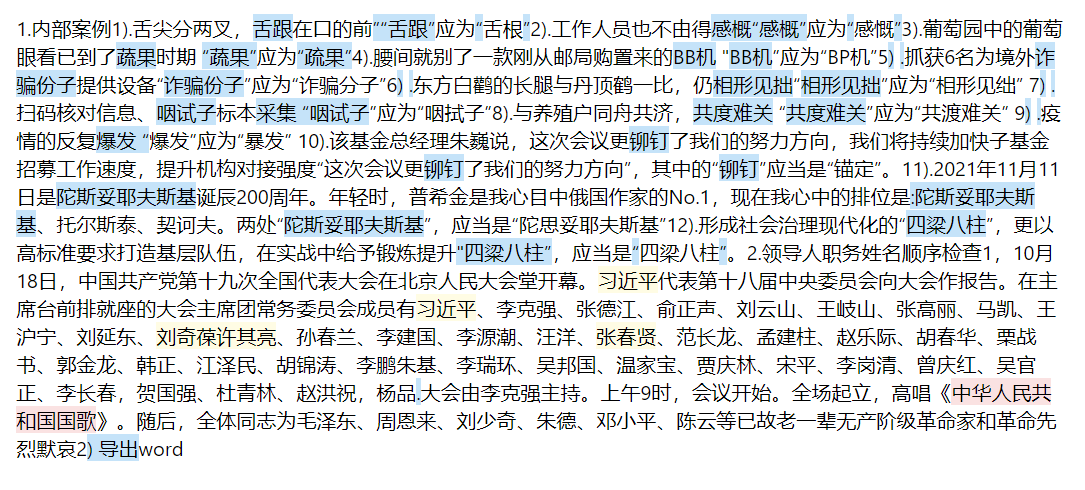 1.内部案例1).舌尖分两叉，舌跟在口的前”“舌跟”应为“舌根”2).工作人员也不由得感概“感概”应为“感慨”3).葡萄园中的葡萄
眼看已到了蔬果时期 “蔬果”应为“疏果”4).腰间就别了一款刚从邮局购置来的BB机 "BB机”应为“BP机”5) .抓获6名为境外诈
骗份子提供设备“诈骗份子”应为“诈骗分子”6) .东方白鹳的长腿与丹顶鹤一比，仍相形见拙“相形见拙”应为“相形见绌” 7) .
扫码核对信息、咽试子标本采集 “咽试子”应为“咽拭子”8).与养殖户同舟共济，共度难关 “共度难关”应为“共渡难关” 9) .疫
情的反复爆发 “爆发”应为“暴发” 10).该基金总经理朱巍说，这次会议更铆钉了我们的努力方向，我们将持续加快子基金
招募工作速度，提升机构对接强度“这次会议更铆钉了我们的努力方向”，其中的“铆钉”应当是“锚定”。11).2021年11月11
日是陀斯妥耶夫斯基诞辰200周年。年轻时，普希金是我心目中俄国作家的No.1，现在我心中的排位是:陀斯妥耶夫斯
基、托尔斯泰、契诃夫。两处“陀斯妥耶夫斯基”，应当是“陀思妥耶夫斯基”12).形成社会治理现代化的“四梁八柱”，更以
高标准要求打造基层队伍，在实战中给予锻炼提升"四梁八柱”，应当是“四梁八柱”。2.领导人职务姓名顺序检查1，10月
18日，中国共产党第十九次全国代表大会在北京人民大会堂开幕。习近平代表第十八届中央委员会向大会作报告。在主
席台前排就座的大会主席团常务委员会成员有习近平、李克强、张德江、俞正声、刘云山、王岐山、张高丽、马凯、王
沪宁、刘延东、刘奇葆许其亮、孙春兰、李建国、李源潮、汪洋、张春贤、范长龙、孟建柱、赵乐际、胡春华、栗战
书、郭金龙、韩正、江泽民、胡锦涛、李鹏朱基、李瑞环、吴邦国、温家宝、贾庆林、宋平、李岗清、曾庆红、吴官
正、李长春，贺国强、杜青林、赵洪祝，杨品.大会由李克强主持。上午9时，会议开始。全场起立，高唱《中华人民共
和国国歌》。随后，全体同志为毛泽东、周恩来、刘少奇、朱德、邓小平、陈云等已故老一辈无产阶级革命家和革命先
烈默哀2) 导出word